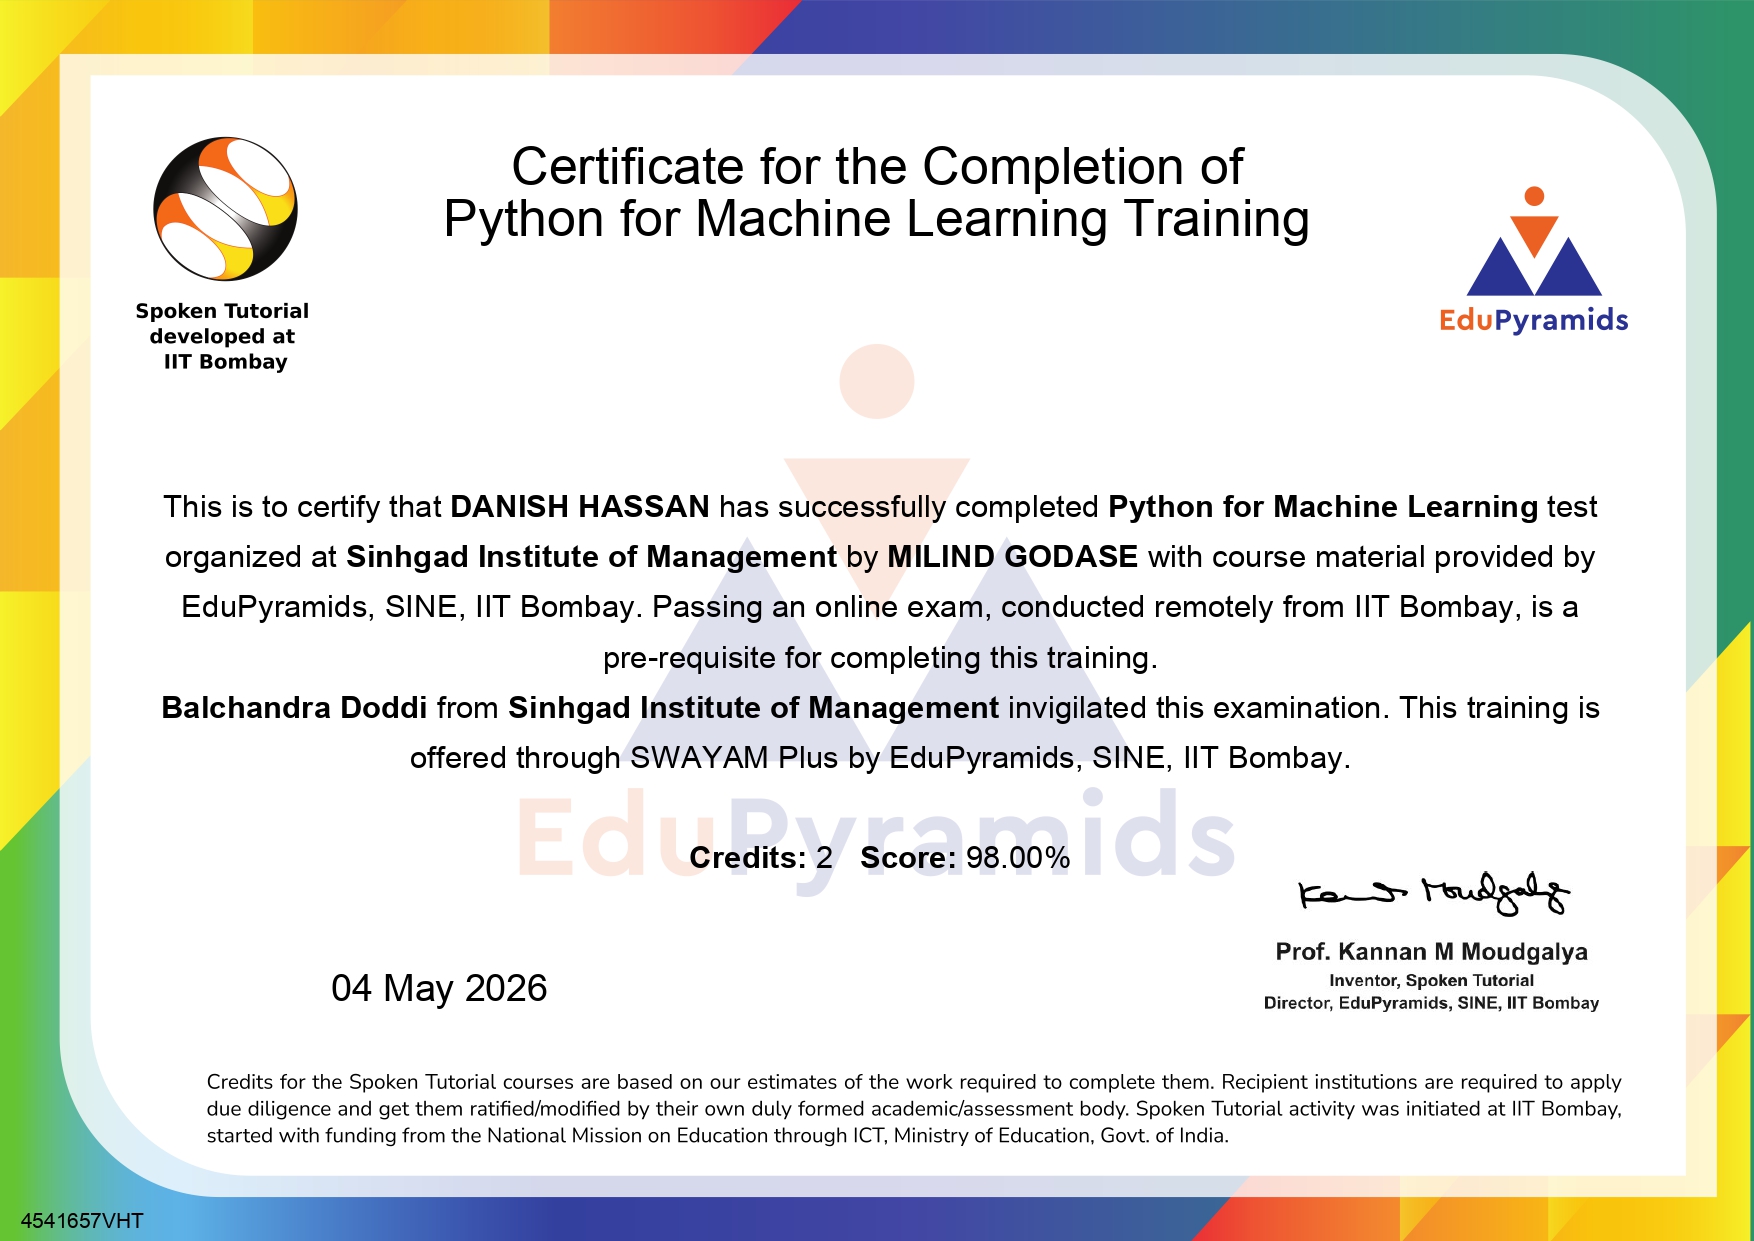 Certificate for the Completion of
Python for Machine Learning Training
Spoken Tutorial
developed at
IIT Bombay
EduPyramids
This is to certify that DANISH HASSAN has successfully completed Python for Machine Learning test
organized at Sinhgad Institute of Management by MILIND GODASE with course material provided by
EduPyramids, SINE, IIT Bombay. Passing an online exam, conducted remotely from IIT Bombay, is a
pre-requisite for completing this training.
Balchandra Doddi from Sinhgad Institute of Management invigilated this examination. This training is
offered through SWAYAM Plus by EduPyramids, SINE, IIT Bombay.
EduPyramids
Credits: 2 Score: 98.00%
Kannan Moudgalya
Prof. Kannan M Moudgalya
Inventor, Spoken Tutorial
Director, EduPyramids, SINE, IIT Bombay
04 May 2026
Credits for the Spoken Tutorial courses are based on our estimates of the work required to complete them. Recipient institutions are required to apply
due diligence and get them ratified/modified by their own duly formed academic/assessment body. Spoken Tutorial activity was initiated at IIT Bombay,
started with funding from the National Mission on Education through ICT, Ministry of Education, Govt. of India.
4541657VHT